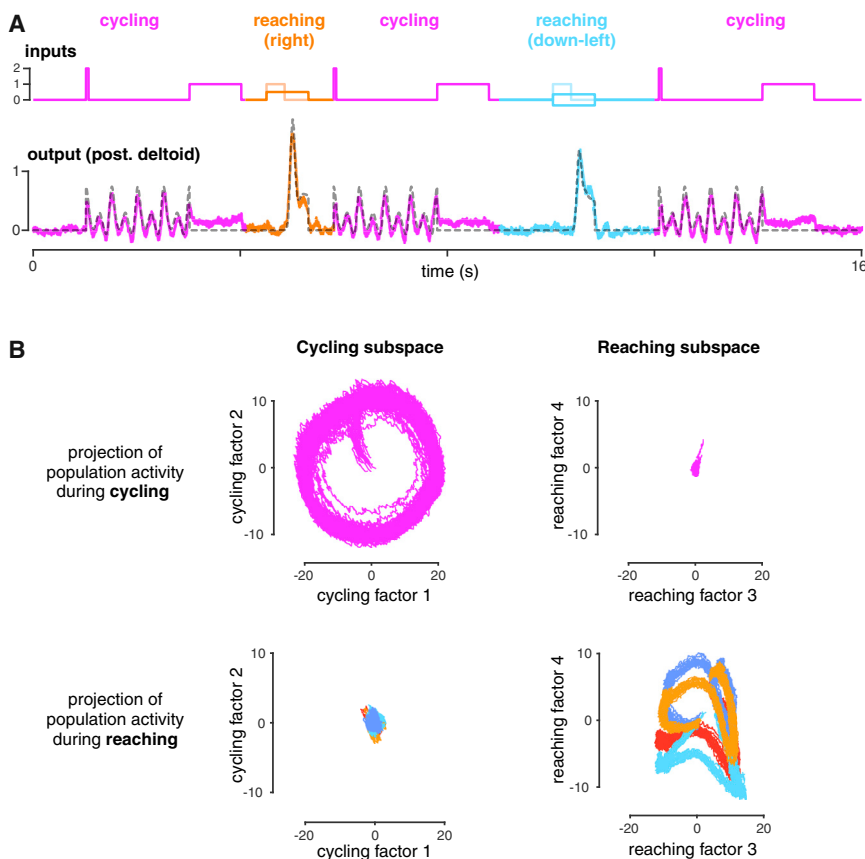 A
cycling
reaching
(right)
cycling
reaching
(down-left)
cycling
inputs
2
1
0
output (post. deltoid)
1
0
0
time (s)
16
B
Cycling subspace
Reaching subspace
projection of
population activity
during cycling
cycling factor 2
10
0
-10
-20
0
20
cycling factor 1
reaching factor 4
10
0
-10
-20
0
20
reaching factor 3
projection of
population activity
during reaching
cycling factor 2
10
0
-10
-20
0
20
cycling factor 1
reaching factor 4
10
0
-10
-20
0
20
reaching factor 3